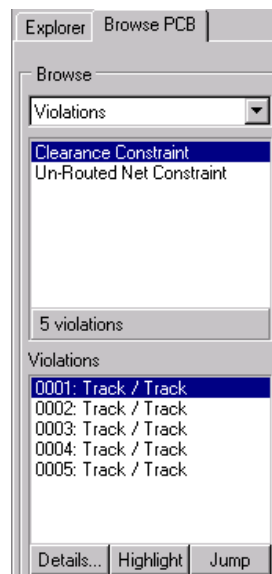 Explorer Browse PCB
Browse
Violations
Clearance Constraint
Un-Routed Net Constraint
5 violations
Violations
0001: Track / Track
0002: Track / Track
0003: Track / Track
0004: Track / Track
0005: Track / Track
Details... Highlight Jump